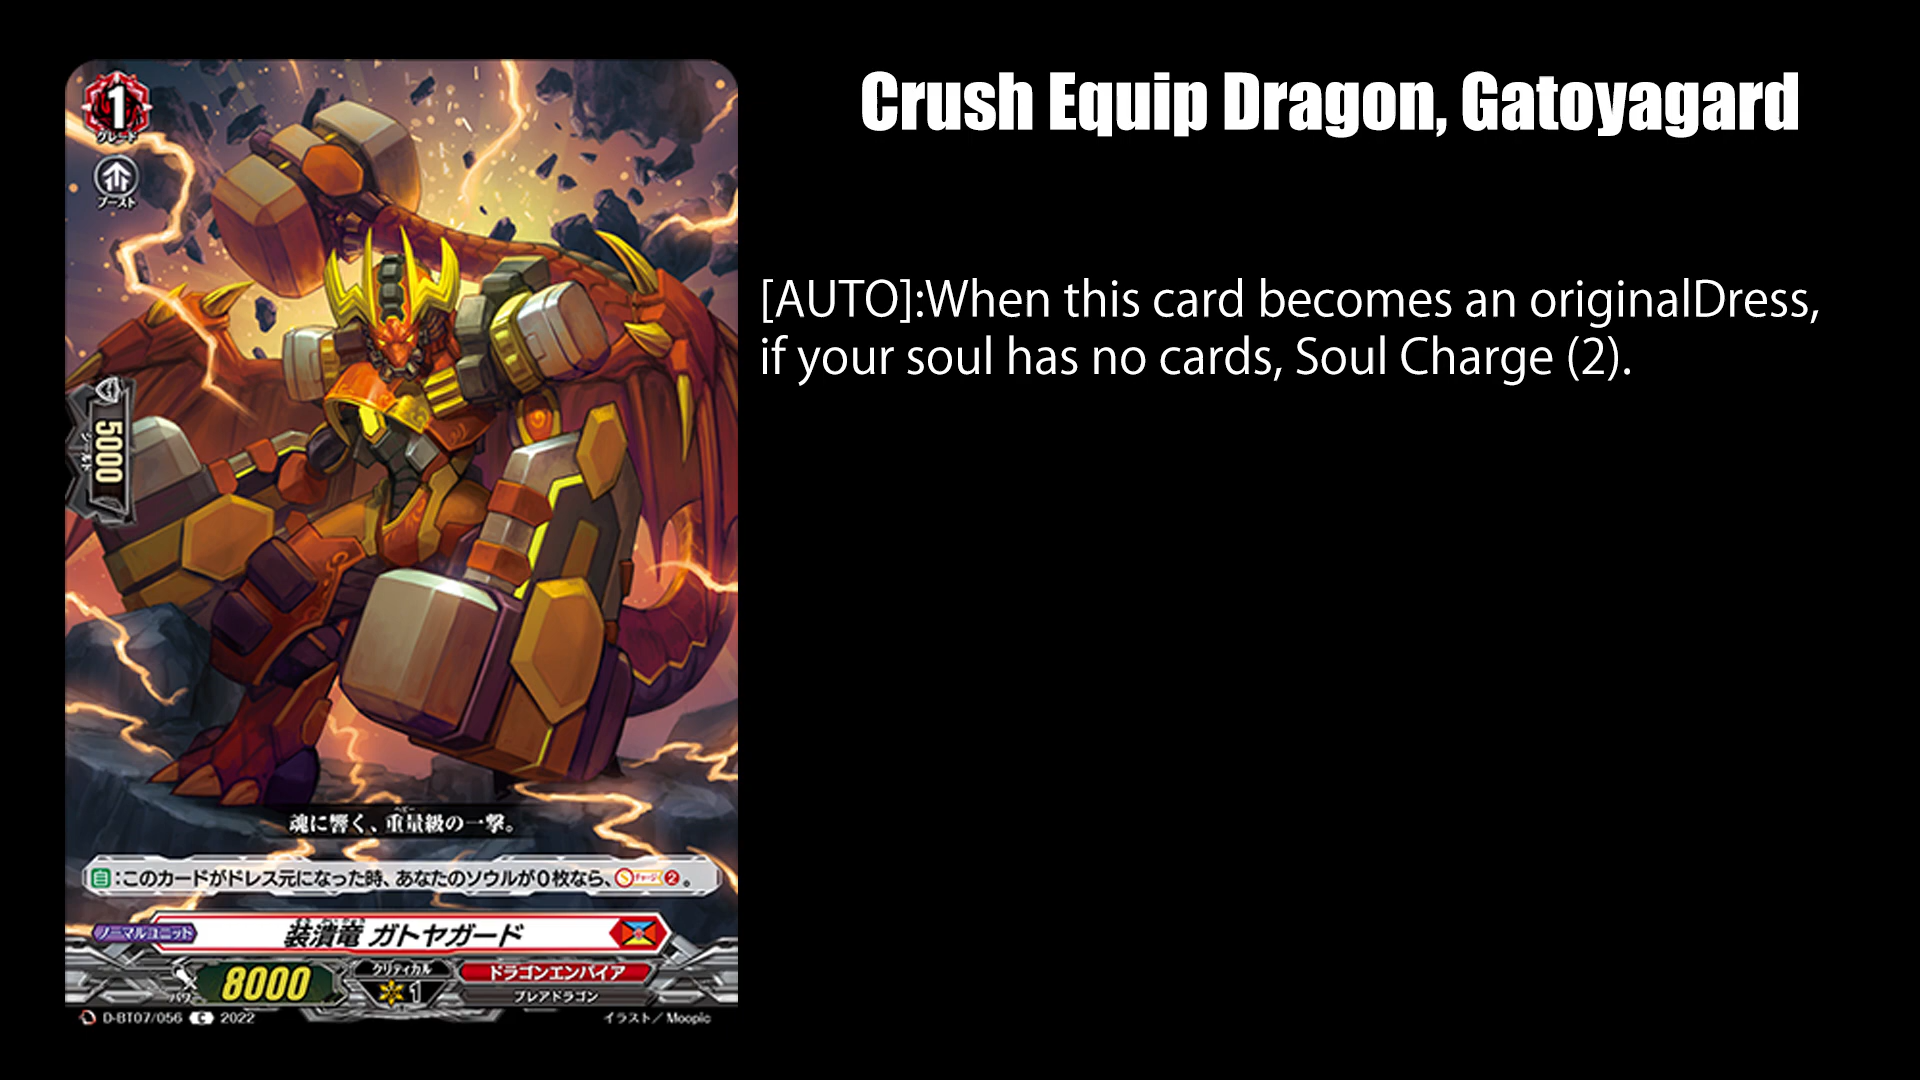 Crush Equip Dragon, Gatoyagard
[AUTO]:When this card becomes an originalDress,
if your soul has no cards, Soul Charge (2).
1
グレード
ブースト
5000
シールド
ヘビー
魂に響く、重量級の一撃。
自:このカードがドレス元になった時、あなたのソウルが0枚なら、チャージ2。
ノーマルユニット
装潰竜 ガトヤガード
パワー
8000
クリティカル
1
ドラゴンエンパイア
フレアドラゴン
D-BT07/056 C 2022
イラスト/Moopic